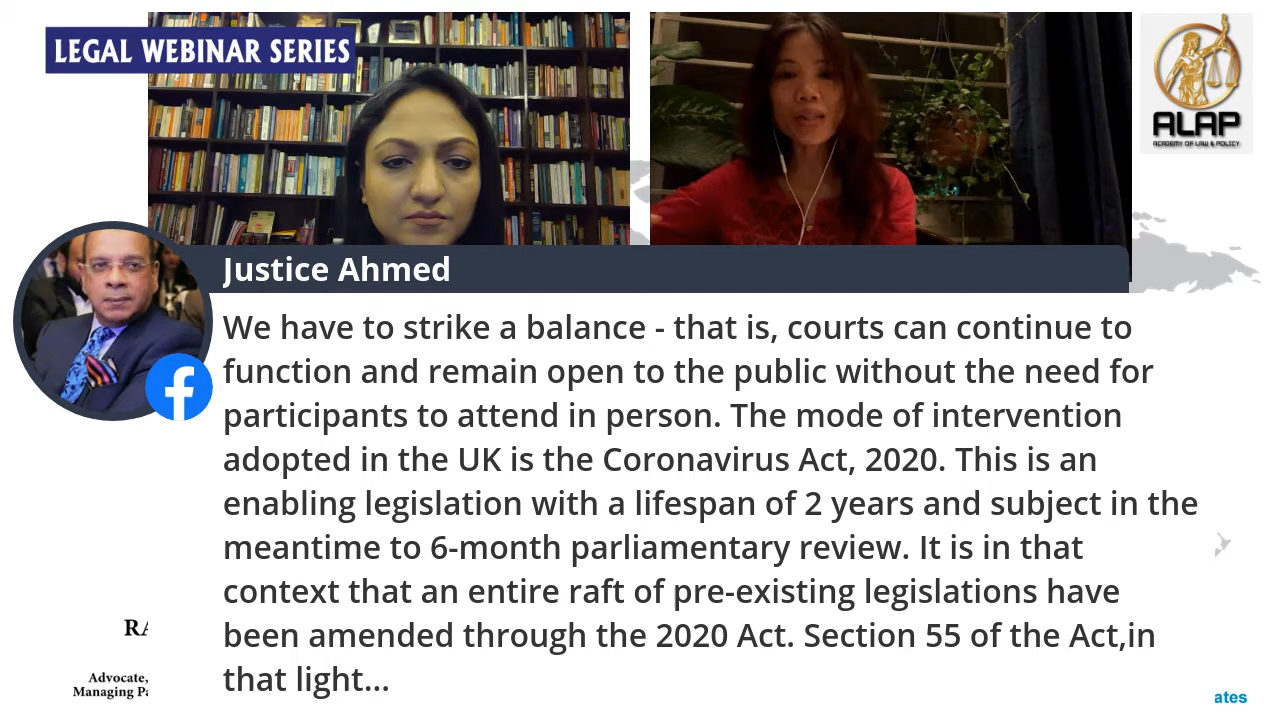 LEGAL WEBINAR SERIES
ALAP
ACADEMY OF LAW & POLICY
Justice Ahmed
We have to strike a balance - that is, courts can continue to
function and remain open to the public without the need for
participants to attend in person. The mode of intervention
adopted in the UK is the Coronavirus Act, 2020. This is an
enabling legislation with a lifespan of 2 years and subject in the
meantime to 6-month parliamentary review. It is in that
context that an entire raft of pre-existing legislations have
been amended through the 2020 Act. Section 55 of the Act,in
that light...
Advocate,
Managing
ates